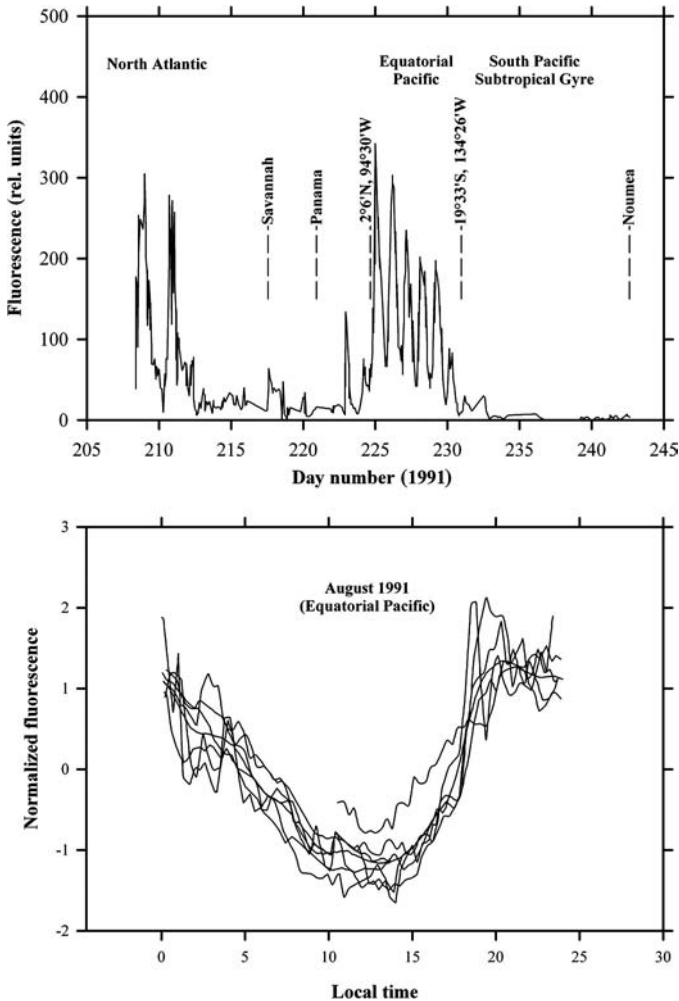 500
400
300
200
100
0
Fluorescence (rel. units)
North Atlantic
Equatorial
Pacific
South Pacific
Subtropical Gyre
Savannah
Panama
2°6'N, 94°30'W
19°33'S, 134°26'W
Noumea
205 210 215 220 225 230 235 240 245
Day number (1991)
3
2
1
0
-1
-2
Normalized fluorescence
August 1991
(Equatorial Pacific)
0 5 10 15 20 25 30
Local time